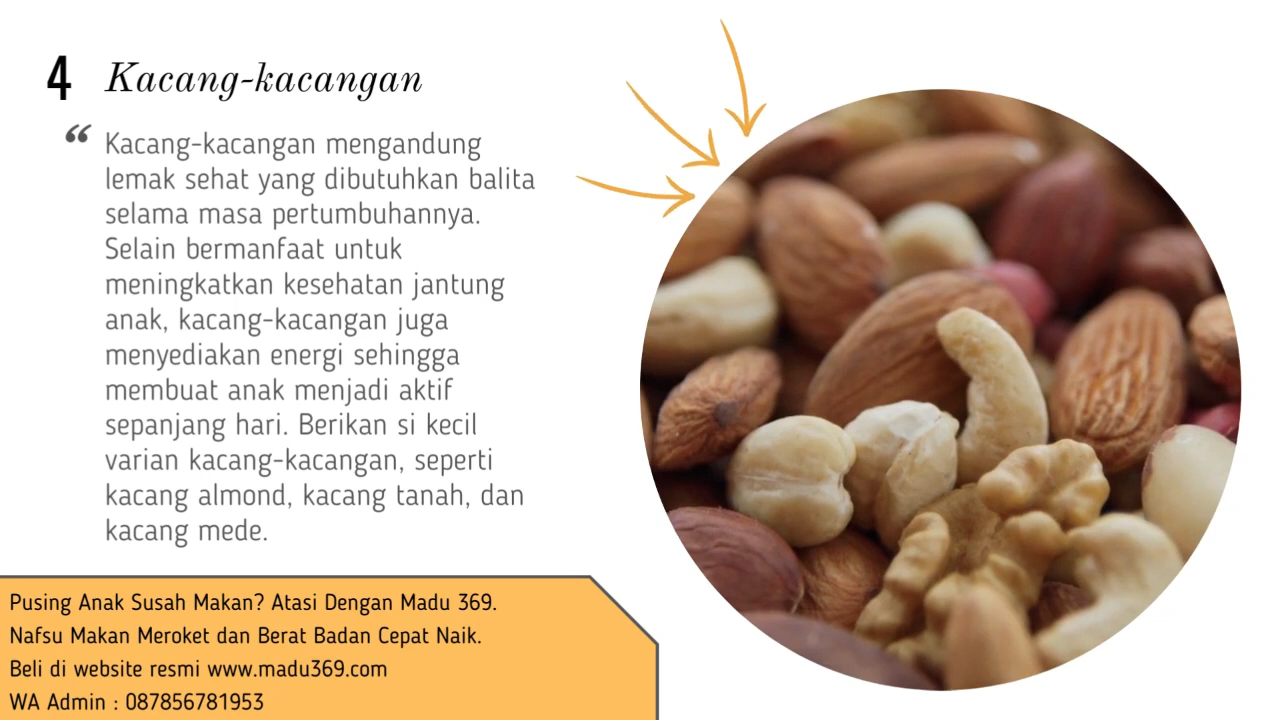 4 Kacang-kacangan
“ Kacang-kacangan mengandung
lemak sehat yang dibutuhkan balita
selama masa pertumbuhannya.
Selain bermanfaat untuk
meningkatkan kesehatan jantung
anak, kacang-kacangan juga
menyediakan energi sehingga
membuat anak menjadi aktif
sepanjang hari. Berikan si kecil
varian kacang-kacangan, seperti
kacang almond, kacang tanah, dan
kacang mede.
Pusing Anak Susah Makan? Atasi Dengan Madu 369.
Nafsu Makan Meroket dan Berat Badan Cepat Naik.
Beli di website resmi www.madu369.com
WA Admin : 087856781953